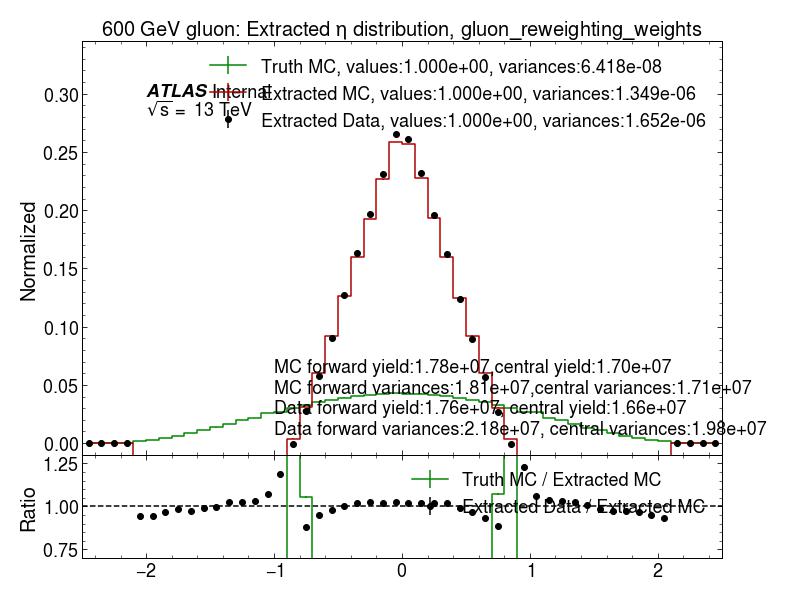 600 GeV gluon: Extracted η distribution, gluon_reweighting_weights
Truth MC, values:1.000e+00, variances:6.418e-08
ATLAS Internal
Extracted MC, values:1.000e+00, variances:1.349e-06
√s = 13 TeV
Extracted Data, values:1.000e+00, variances:1.652e-06
Normalized
0.30
0.25
0.20
0.15
0.10
0.05
0.00
MC forward yield:1.78e+07,central yield:1.70e+07
MC forward variances:1.81e+07,central variances:1.71e+07
Data forward yield:1.76e+07, central yield:1.66e+07
Data forward variances:2.18e+07, central variances:1.98e+07
Ratio
1.25
1.00
0.75
Truth MC / Extracted MC
Extracted Data / Extracted MC
−2 −1 0 1 2